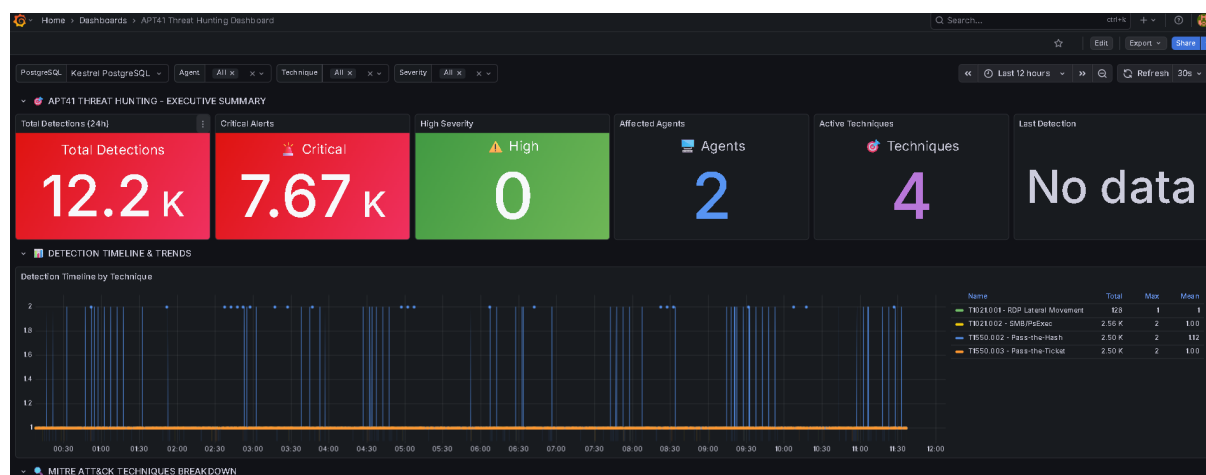 Home › Dashboards › APT41 Threat Hunting Dashboard
Search...
ctrl+k
Edit
Export
Share
PostgreSQL
Kestrel PostgreSQL
Agent
All ×
Technique
All ×
Severity
All ×
Last 12 hours
Refresh
30s
APT41 THREAT HUNTING - EXECUTIVE SUMMARY
Total Detections (24h)
Total Detections
12.2 K
Critical Alerts
Critical
7.67 K
High Severity
High
0
Affected Agents
Agents
2
Active Techniques
Techniques
4
Last Detection
No data
DETECTION TIMELINE & TRENDS
Detection Timeline by Technique
2
1.8
1.6
1.4
1.2
1
00:30 01:00 01:30 02:00 02:30 03:00 03:30 04:00 04:30 05:00 05:30 06:00 06:30 07:00 07:30 08:00 08:30 09:00 09:30 10:00 10:30 11:00 11:30 12:00
Name Total Max Mean
T1021.001 - RDP Lateral Movement 128 1 1
T1021.002 - SMB/PsExec 2.56 K 2 1.00
T1550.002 - Pass-the-Hash 2.50 K 2 1.12
T1550.003 - Pass-the-Ticket 2.50 K 2 1.00
MITRE ATT&CK TECHNIQUES BREAKDOWN